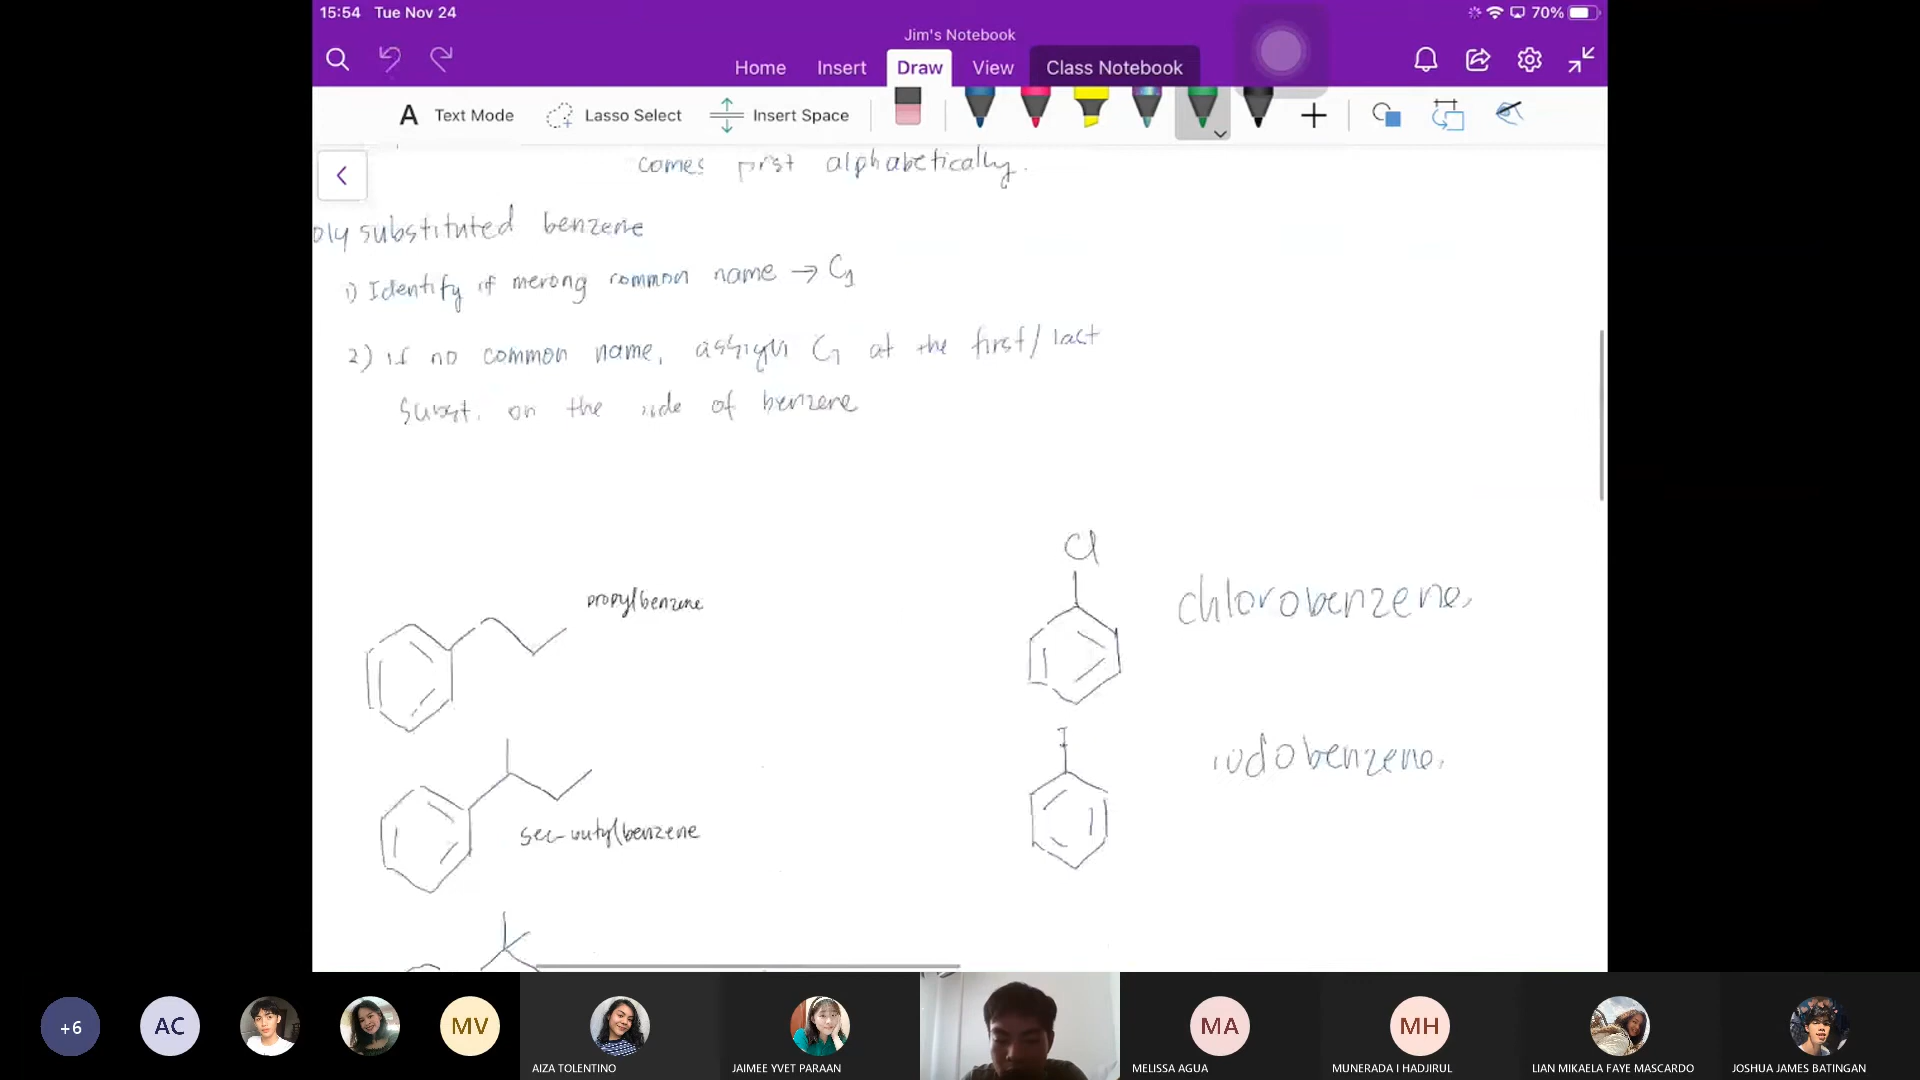 15:54 Tue Nov 24
70%
Jim's Notebook
Home Insert Draw View Class Notebook
A Text Mode Lasso Select Insert Space
comes first alphabetically.
olysubstituted benzene
1) Identify if merong common name → C1
2) if no common name, assign C1 at the first/last
subst. on the side of benzene
Cl
propylbenzene
chlorobenzene
I
iodobenzene
sec-butylbenzene
+6 AC MV MA MH
AIZA TOLENTINO JAIMEE YVET PARAAN MELISSA AGUA MUNERADA I HADJIRUL LIAN MIKAELA FAYE MASCARDO JOSHUA JAMES BATINGAN